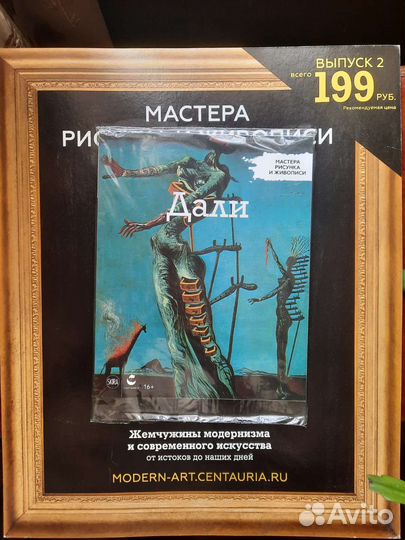 ВЫПУСК 2
всего
199 РУБ.
Рекомендуемая цена
МАСТЕРА
МАСТЕРА
РИСУНКА
И ЖИВОПИСИ
Дали
SKIRA
16+
Жемчужины модернизма
и современного искусства
от истоков до наших дней
MODERN-ART.CENTAURIA.RU
Avito